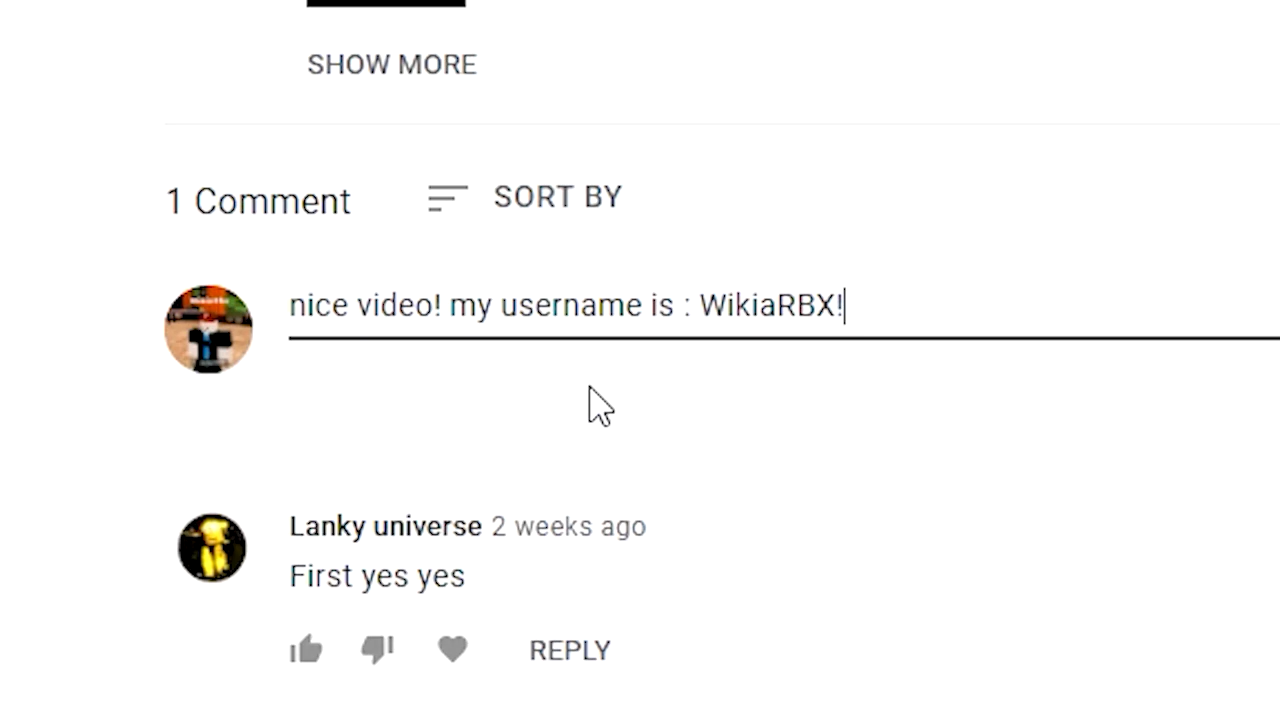 SHOW MORE
1 Comment SORT BY
nice video! my username is : WikiaRBX!
Lanky universe 2 weeks ago
First yes yes
REPLY